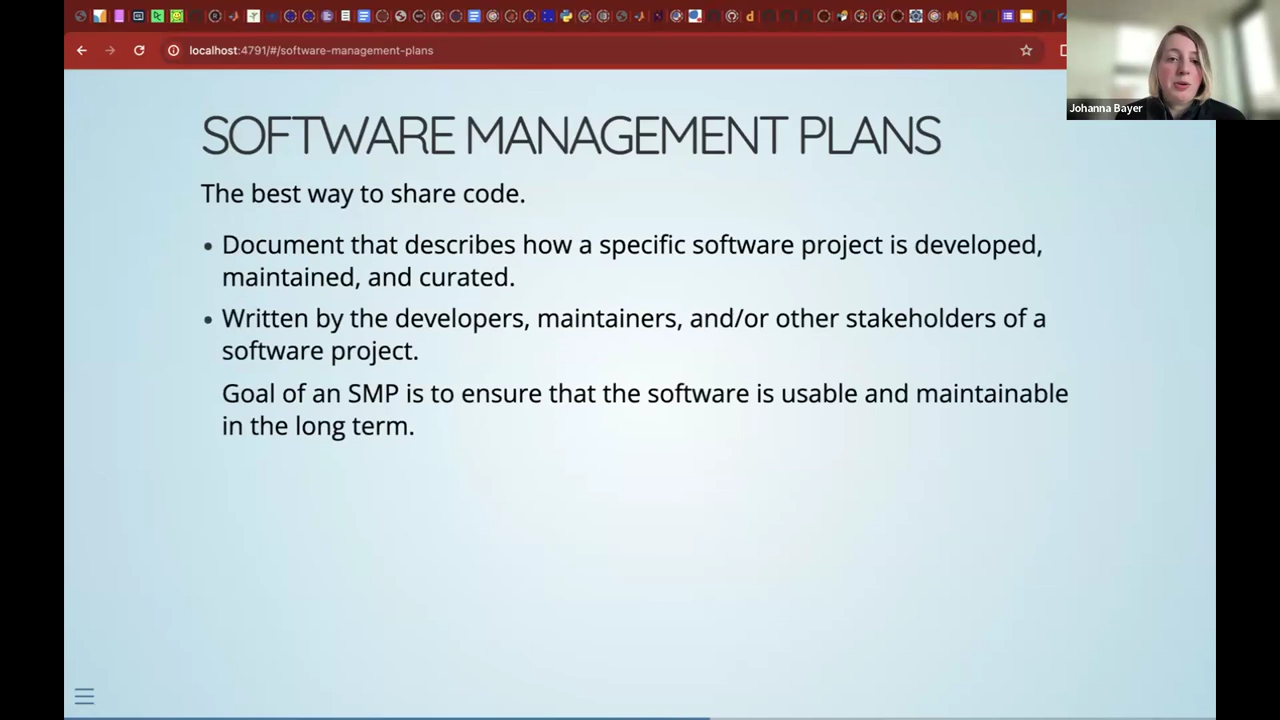 localhost:4791/#/software-management-plans
Johanna Bayer
SOFTWARE MANAGEMENT PLANS
The best way to share code.
• Document that describes how a specific software project is developed,
maintained, and curated.
• Written by the developers, maintainers, and/or other stakeholders of a
software project.
Goal of an SMP is to ensure that the software is usable and maintainable
in the long term.